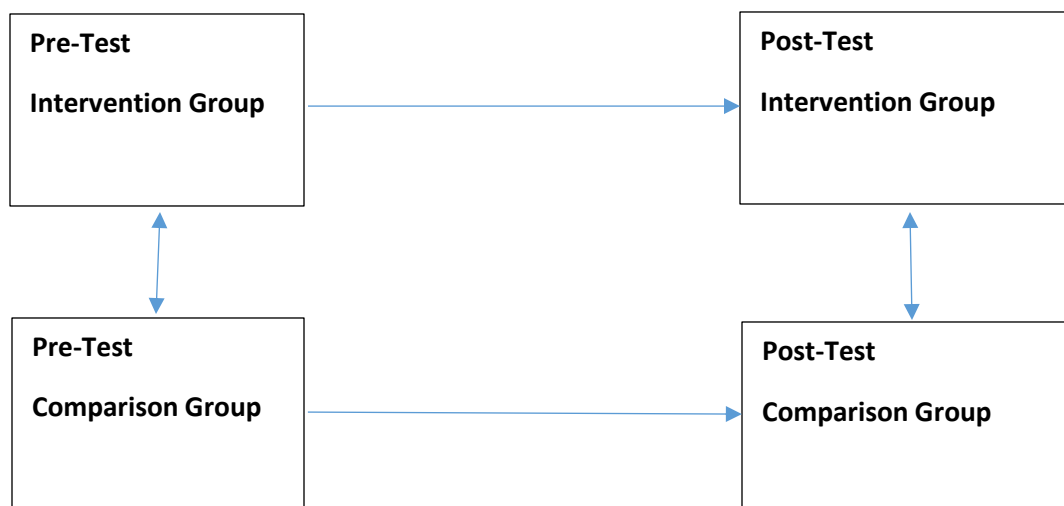 Pre-Test
Intervention Group
Post-Test
Intervention Group
Pre-Test
Comparison Group
Post-Test
Comparison Group